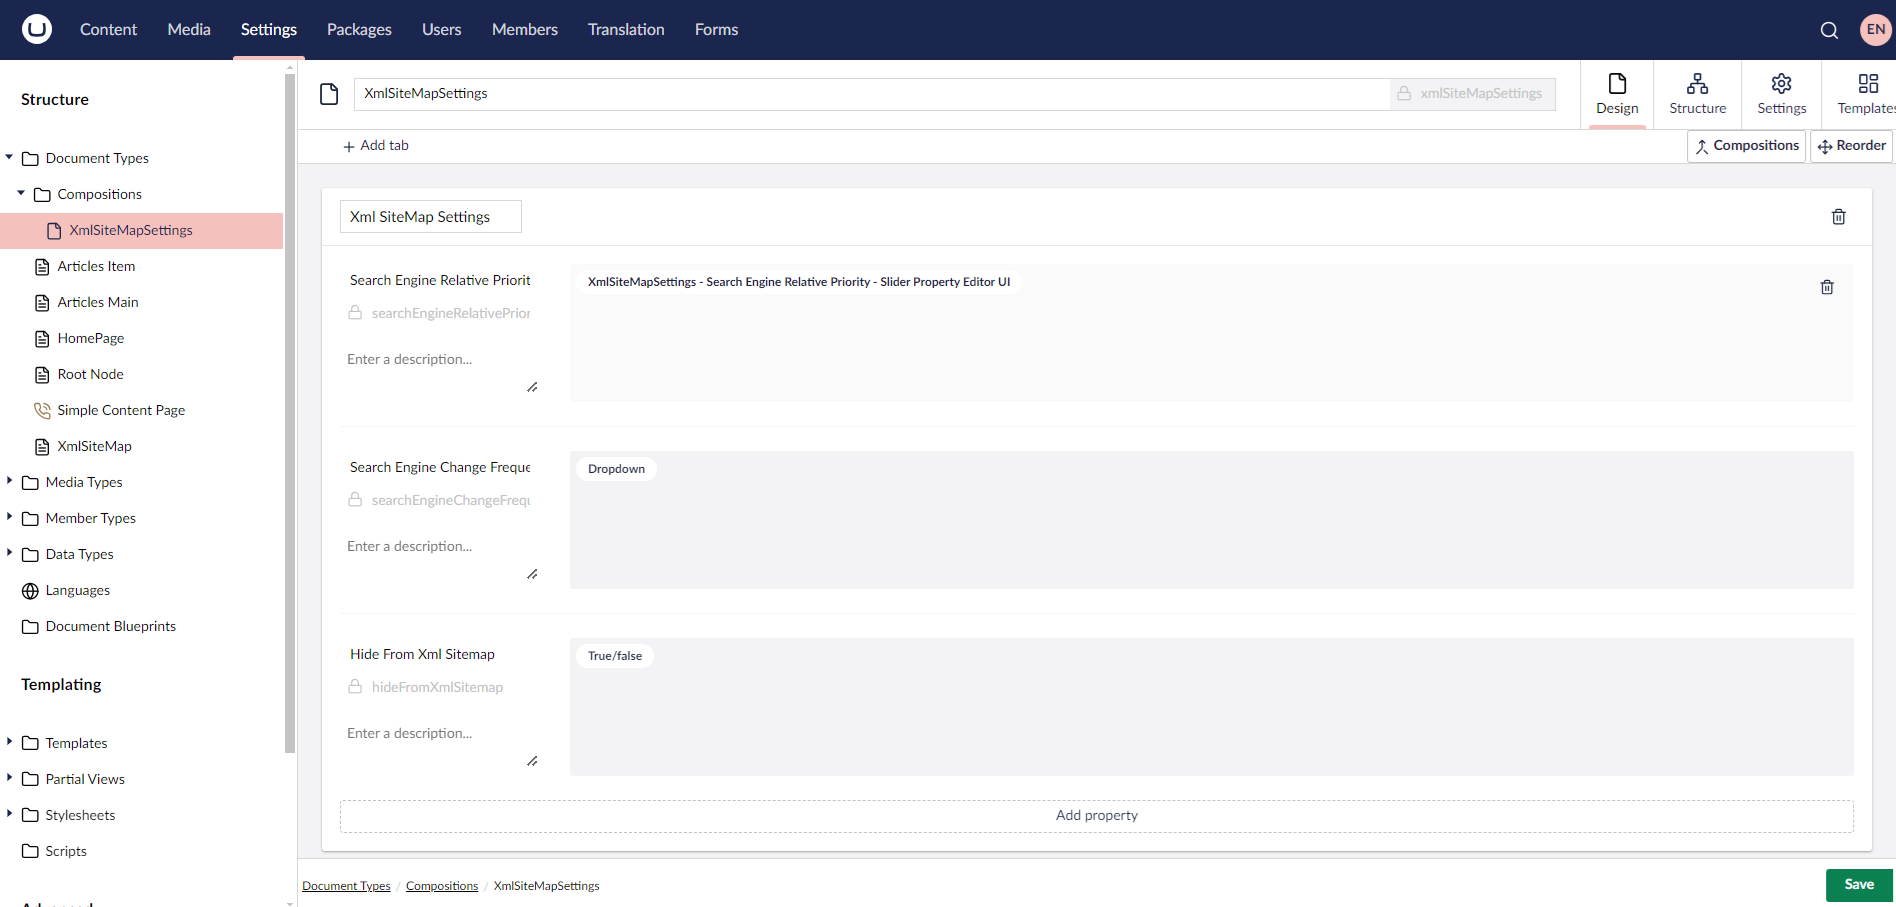 Content Media Settings Packages Users Members Translation Forms EN
Structure
Document Types
Compositions
XmlSiteMapSettings
Articles Item
Articles Main
HomePage
Root Node
Simple Content Page
XmlSiteMap
Media Types
Member Types
Data Types
Languages
Document Blueprints
Templating
Templates
Partial Views
Stylesheets
Scripts
XmlSiteMapSettings xmlSiteMapSettings
Design Structure Settings Templates
Add tab Compositions Reorder
Xml SiteMap Settings
Search Engine Relative Priorit
searchEngineRelativePrior
Enter a description...
XmlSiteMapSettings - Search Engine Relative Priority - Slider Property Editor UI
Search Engine Change Freque
searchEngineChangeFrequ
Enter a description...
Dropdown
Hide From Xml Sitemap
hideFromXmlSitemap
Enter a description...
True/false
Add property
Document Types / Compositions / XmlSiteMapSettings
Save